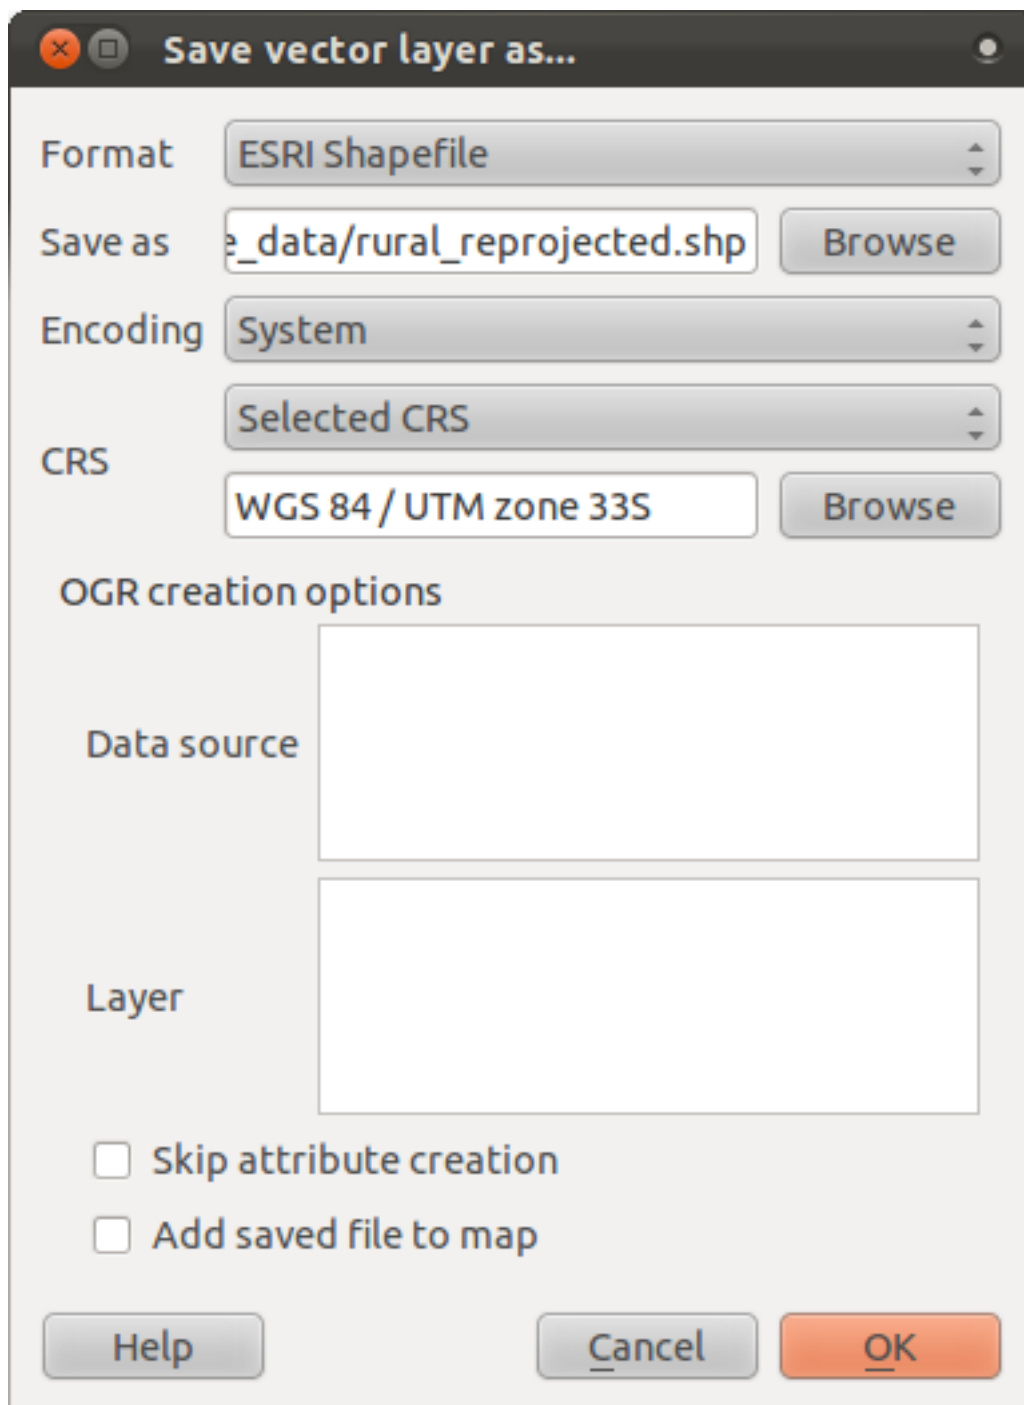 Save vector layer as...
Format ESRI Shapefile
Save as e_data/rural_reprojected.shp Browse
Encoding System
Selected CRS
CRS
WGS 84 / UTM zone 33S Browse
OGR creation options
Data source
Layer
Skip attribute creation
Add saved file to map
Help Cancel OK